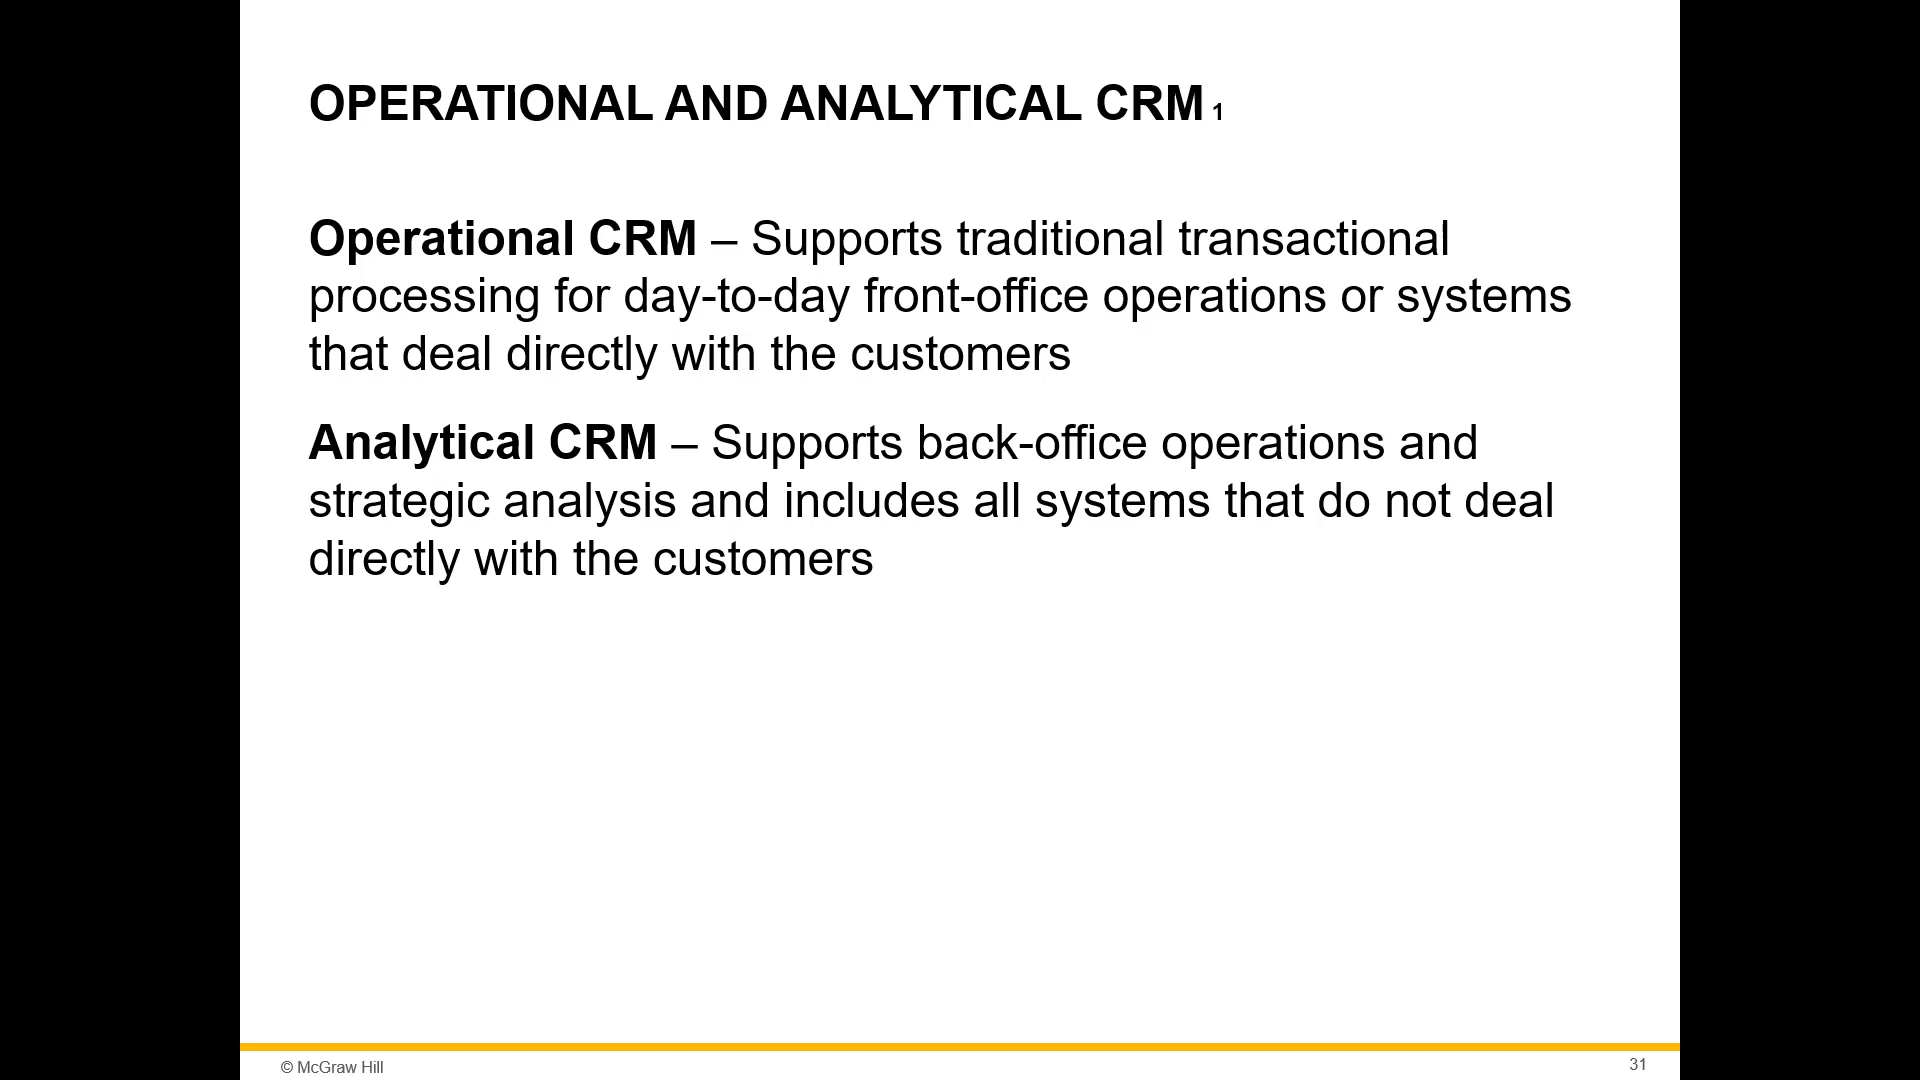 OPERATIONAL AND ANALYTICAL CRM 1
Operational CRM – Supports traditional transactional
processing for day-to-day front-office operations or systems
that deal directly with the customers
Analytical CRM – Supports back-office operations and
strategic analysis and includes all systems that do not deal
directly with the customers
© McGraw Hill
31